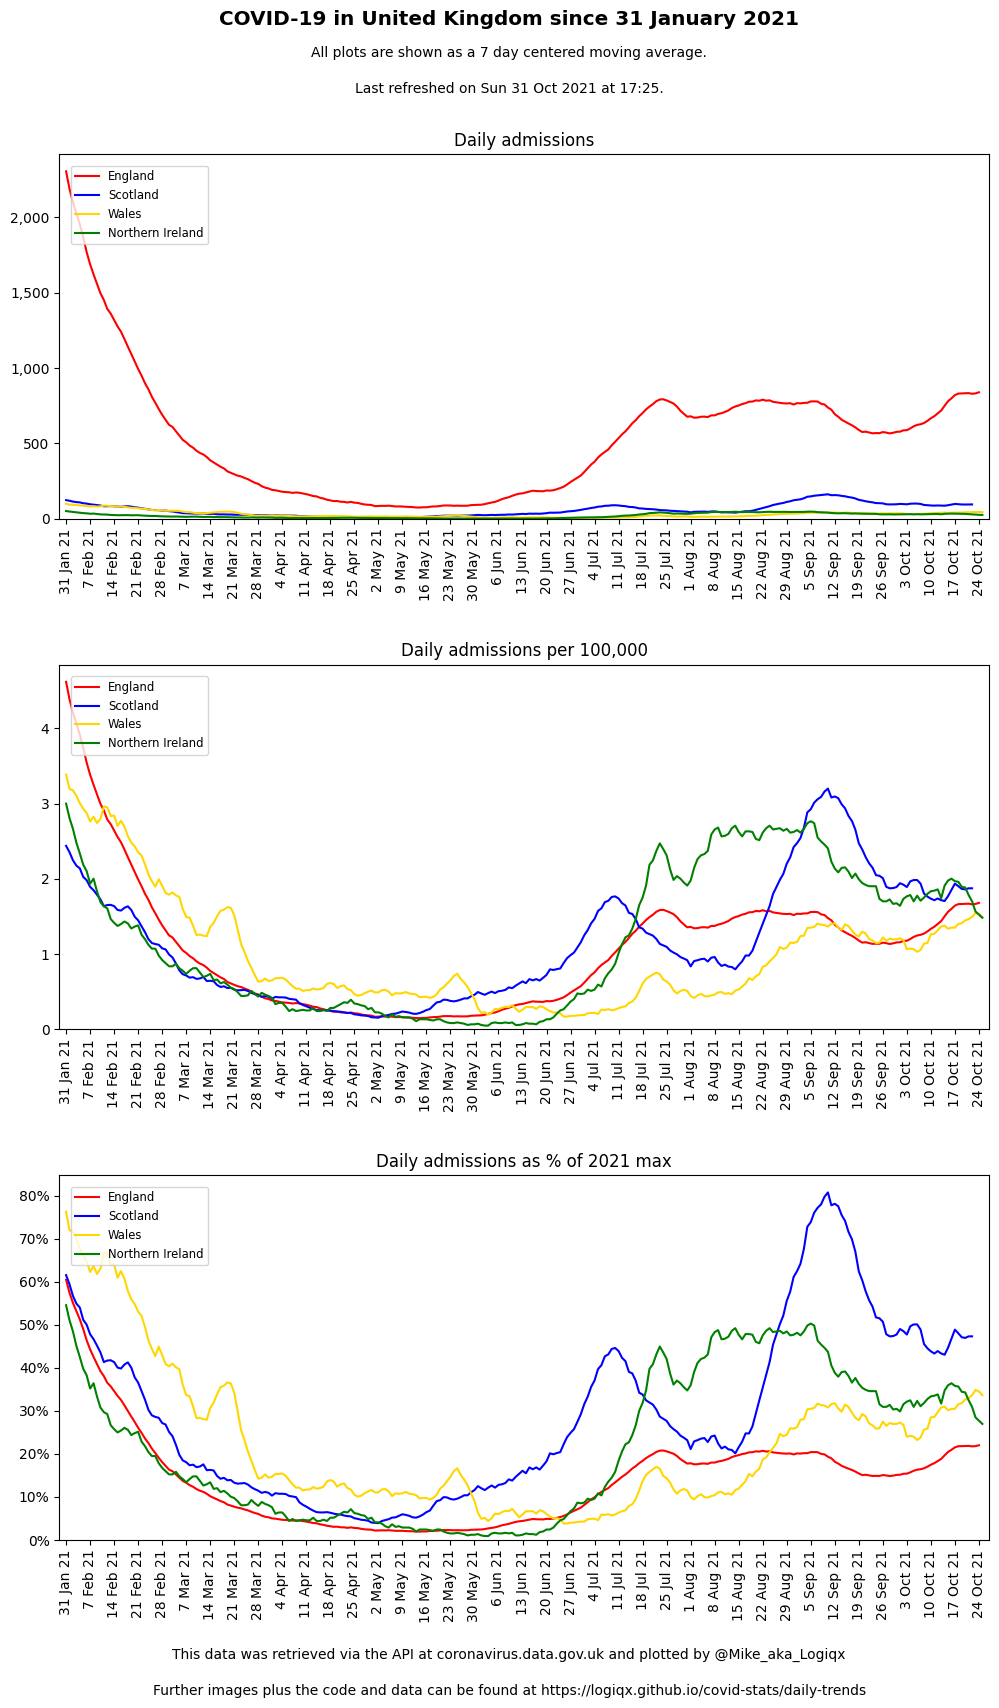 COVID-19 in United Kingdom since 31 January 2021
All plots are shown as a 7 day centered moving average.
Last refreshed on Sun 31 Oct 2021 at 17:25.
Daily admissions
England
Scotland
Wales
Northern Ireland
2,000
1,500
1,000
500
0
31 Jan 21
7 Feb 21
14 Feb 21
21 Feb 21
28 Feb 21
7 Mar 21
14 Mar 21
21 Mar 21
28 Mar 21
4 Apr 21
11 Apr 21
18 Apr 21
25 Apr 21
2 May 21
9 May 21
16 May 21
23 May 21
30 May 21
6 Jun 21
13 Jun 21
20 Jun 21
27 Jun 21
4 Jul 21
11 Jul 21
18 Jul 21
25 Jul 21
1 Aug 21
8 Aug 21
15 Aug 21
22 Aug 21
29 Aug 21
5 Sep 21
12 Sep 21
19 Sep 21
26 Sep 21
3 Oct 21
10 Oct 21
17 Oct 21
24 Oct 21
Daily admissions per 100,000
England
Scotland
Wales
Northern Ireland
4
3
2
1
0
31 Jan 21
7 Feb 21
14 Feb 21
21 Feb 21
28 Feb 21
7 Mar 21
14 Mar 21
21 Mar 21
28 Mar 21
4 Apr 21
11 Apr 21
18 Apr 21
25 Apr 21
2 May 21
9 May 21
16 May 21
23 May 21
30 May 21
6 Jun 21
13 Jun 21
20 Jun 21
27 Jun 21
4 Jul 21
11 Jul 21
18 Jul 21
25 Jul 21
1 Aug 21
8 Aug 21
15 Aug 21
22 Aug 21
29 Aug 21
5 Sep 21
12 Sep 21
19 Sep 21
26 Sep 21
3 Oct 21
10 Oct 21
17 Oct 21
24 Oct 21
Daily admissions as % of 2021 max
England
Scotland
Wales
Northern Ireland
80%
70%
60%
50%
40%
30%
20%
10%
0%
31 Jan 21
7 Feb 21
14 Feb 21
21 Feb 21
28 Feb 21
7 Mar 21
14 Mar 21
21 Mar 21
28 Mar 21
4 Apr 21
11 Apr 21
18 Apr 21
25 Apr 21
2 May 21
9 May 21
16 May 21
23 May 21
30 May 21
6 Jun 21
13 Jun 21
20 Jun 21
27 Jun 21
4 Jul 21
11 Jul 21
18 Jul 21
25 Jul 21
1 Aug 21
8 Aug 21
15 Aug 21
22 Aug 21
29 Aug 21
5 Sep 21
12 Sep 21
19 Sep 21
26 Sep 21
3 Oct 21
10 Oct 21
17 Oct 21
24 Oct 21
This data was retrieved via the API at coronavirus.data.gov.uk and plotted by @Mike_aka_Logiqx
Further images plus the code and data can be found at https://logiqx.github.io/covid-stats/daily-trends